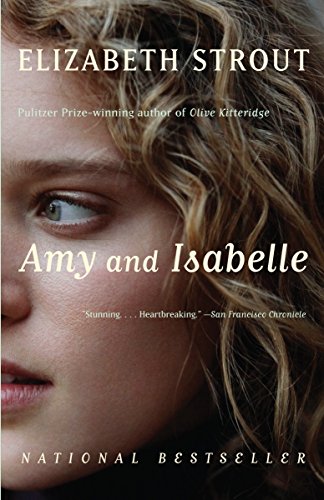 ELIZABETH STROUT
Pulitzer Prize–winning author of Olive Kitteridge
Amy and Isabelle
"Stunning. . . . Heartbreaking." —San Francisco Chronicle
NATIONAL BESTSELLER